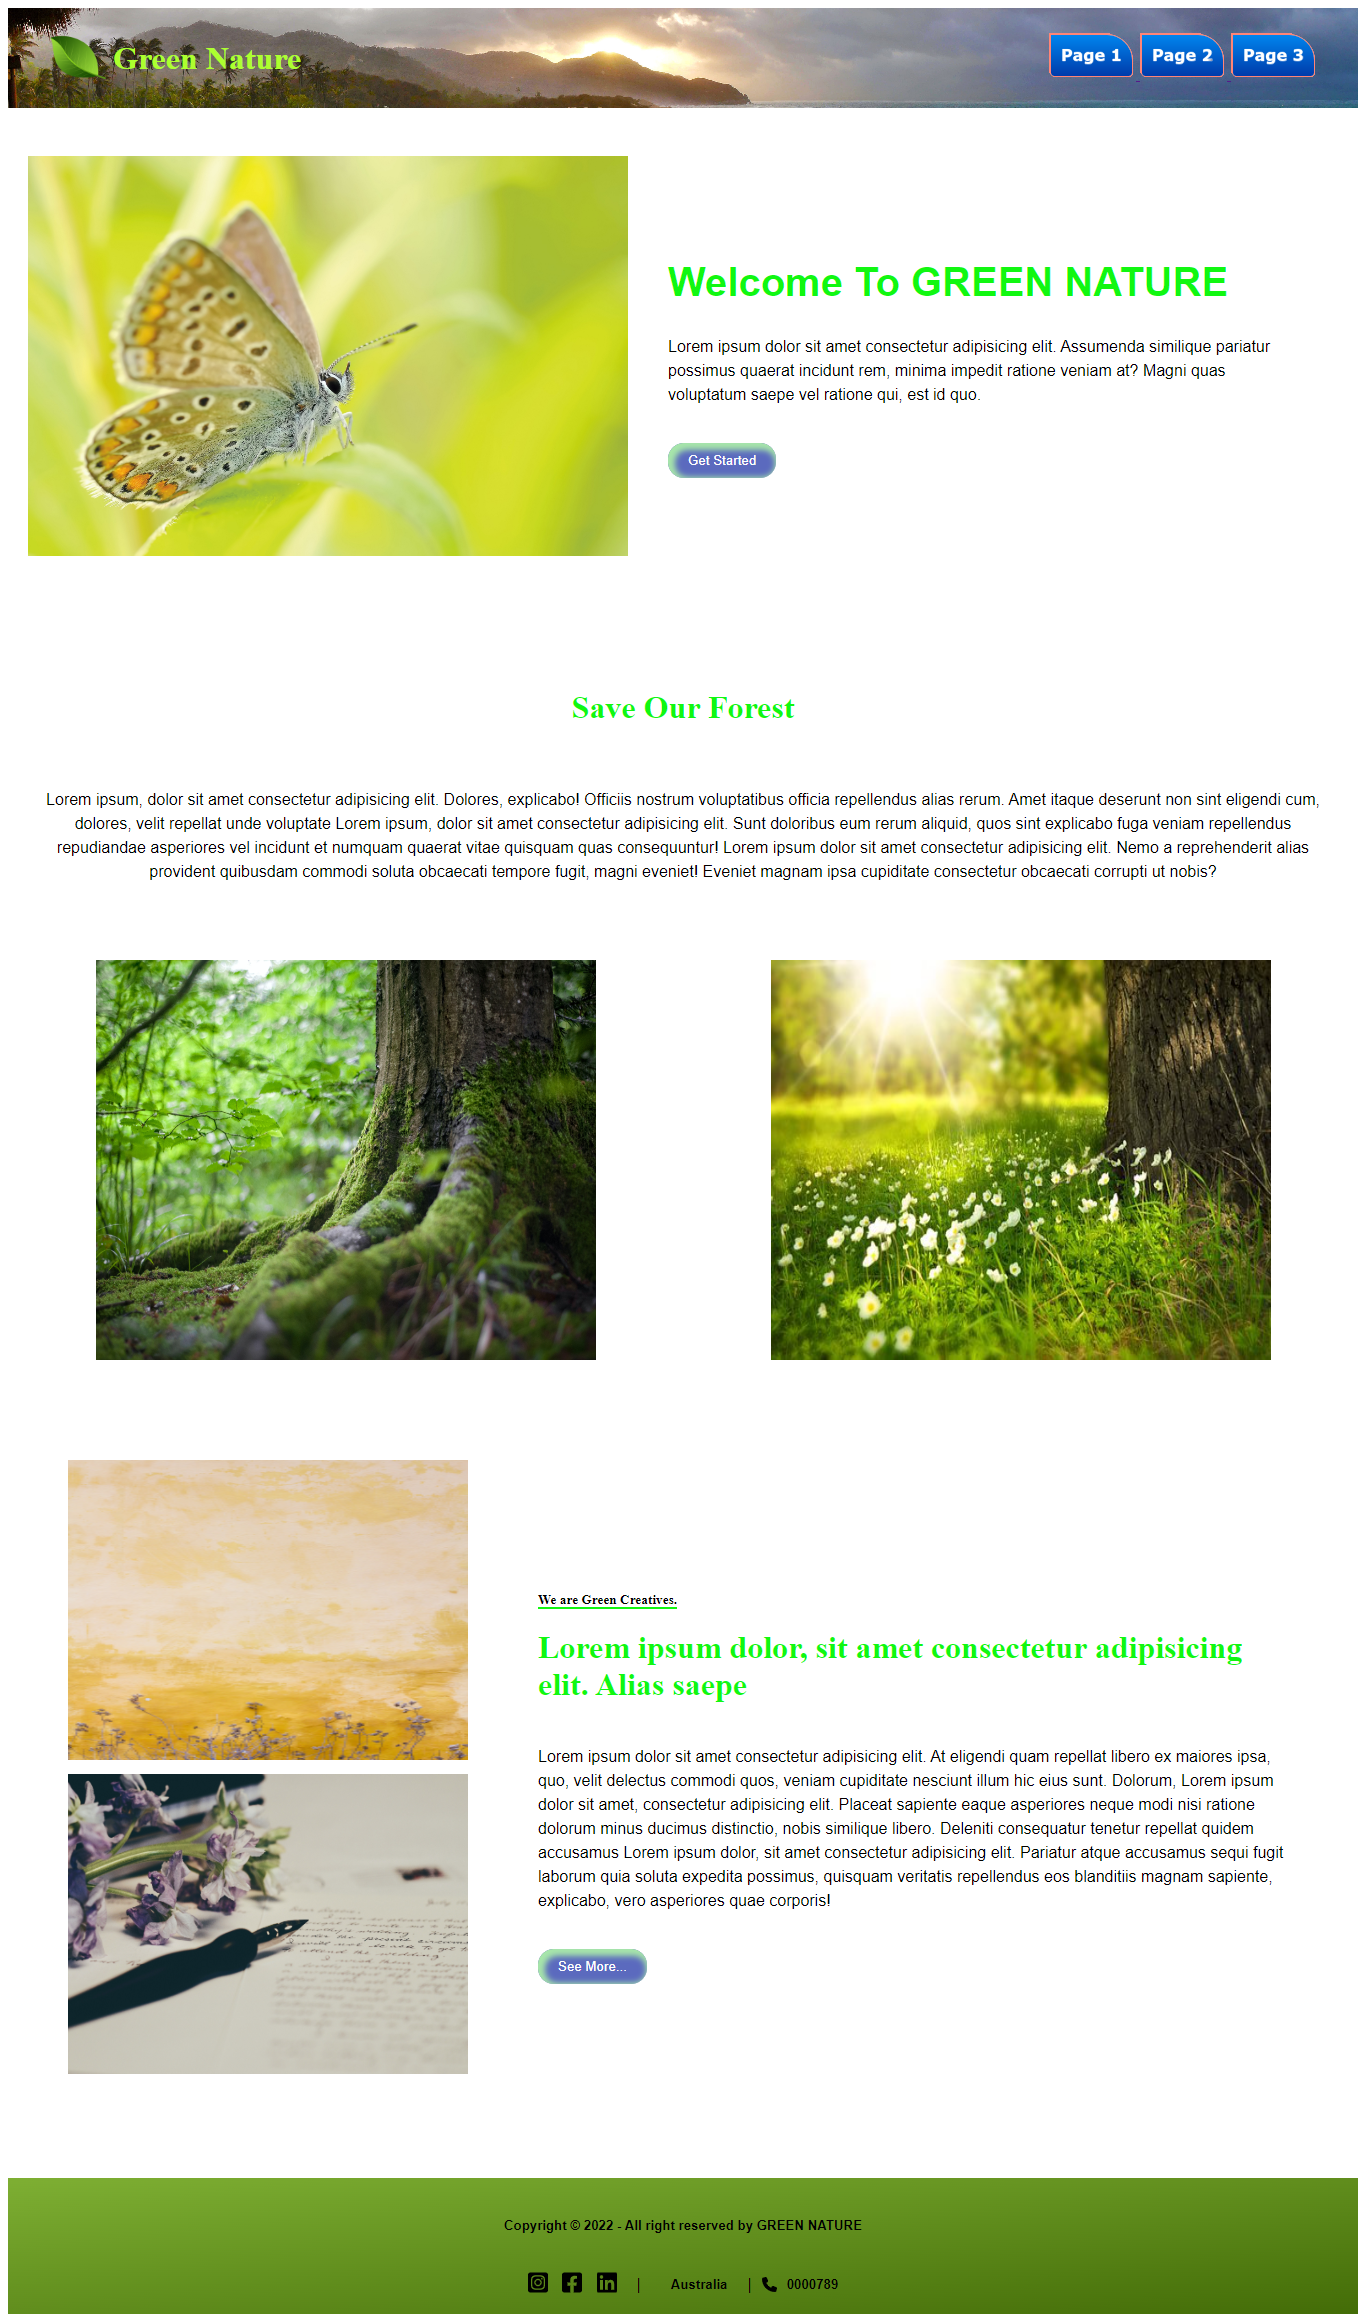 Green Nature
Page 1
Page 2
Page 3
Welcome To GREEN NATURE
Lorem ipsum dolor sit amet consectetur adipisicing elit. Assumenda similique pariatur
possimus quaerat incidunt rem, minima impedit ratione veniam at? Magni quas
voluptatum saepe vel ratione qui, est id quo.
Get Started
Save Our Forest
Lorem ipsum, dolor sit amet consectetur adipisicing elit. Dolores, explicabo! Officiis nostrum voluptatibus officia repellendus alias rerum. Amet itaque deserunt non sint eligendi cum,
dolores, velit repellat unde voluptate Lorem ipsum, dolor sit amet consectetur adipisicing elit. Sunt doloribus eum rerum aliquid, quos sint explicabo fuga veniam repellendus
repudiandae asperiores vel incidunt et numquam quaerat vitae quisquam quas consequuntur! Lorem ipsum dolor sit amet consectetur adipisicing elit. Nemo a reprehenderit alias
provident quibusdam commodi soluta obcaecati tempore fugit, magni eveniet! Eveniet magnam ipsa cupiditate consectetur obcaecati corrupti ut nobis?
We are Green Creatives.
Lorem ipsum dolor, sit amet consectetur adipisicing
elit. Alias saepe
Lorem ipsum dolor sit amet consectetur adipisicing elit. At eligendi quam repellat libero ex maiores ipsa,
quo, velit delectus commodi quos, veniam cupiditate nesciunt illum hic eius sunt. Dolorum, Lorem ipsum
dolor sit amet, consectetur adipisicing elit. Placeat sapiente eaque asperiores neque modi nisi ratione
dolorum minus ducimus distinctio, nobis similique libero. Deleniti consequatur tenetur repellat quidem
accusamus Lorem ipsum dolor, sit amet consectetur adipisicing elit. Pariatur atque accusamus sequi fugit
laborum quia soluta expedita possimus, quisquam veritatis repellendus eos blanditiis magnam sapiente,
explicabo, vero asperiores quae corporis!
See More...
Copyright © 2022 - All right reserved by GREEN NATURE
| Australia | 0000789